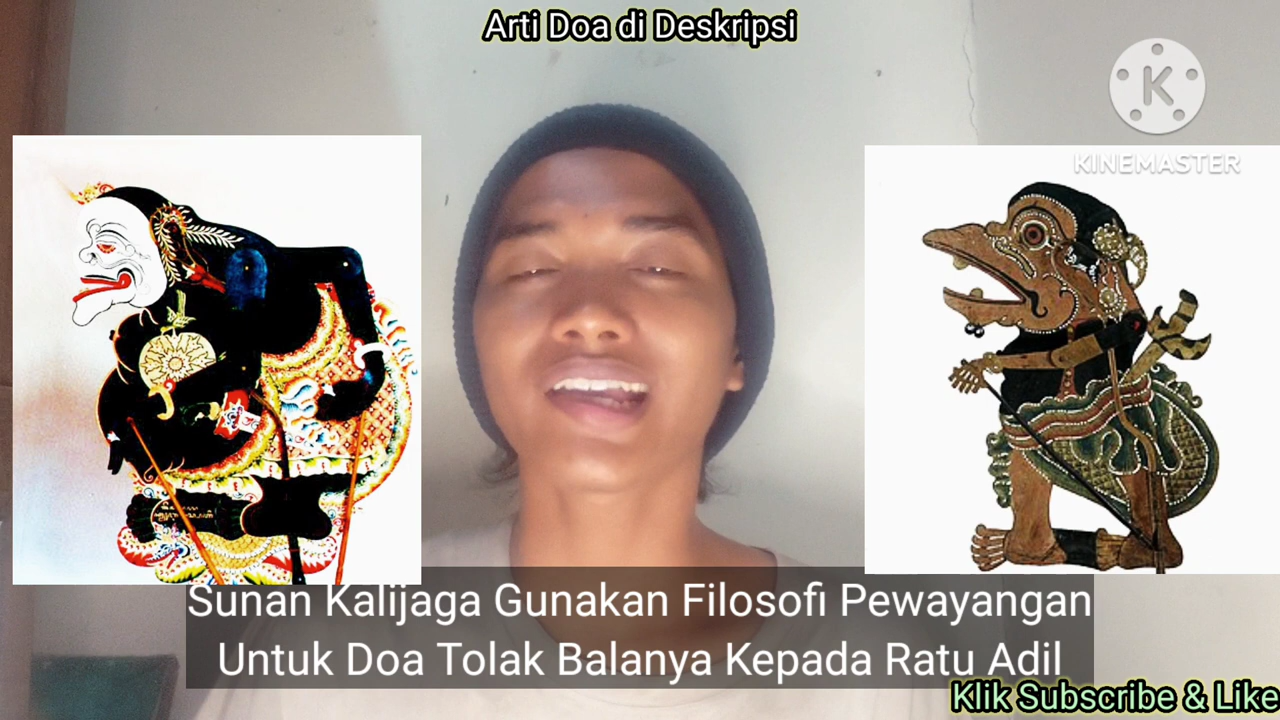 Arti Doa di Deskripsi
K
KINEMASTER
Sunan Kalijaga Gunakan Filosofi Pewayangan
Untuk Doa Tolak Balanya Kepada Ratu Adil
Klik Subscribe & Like